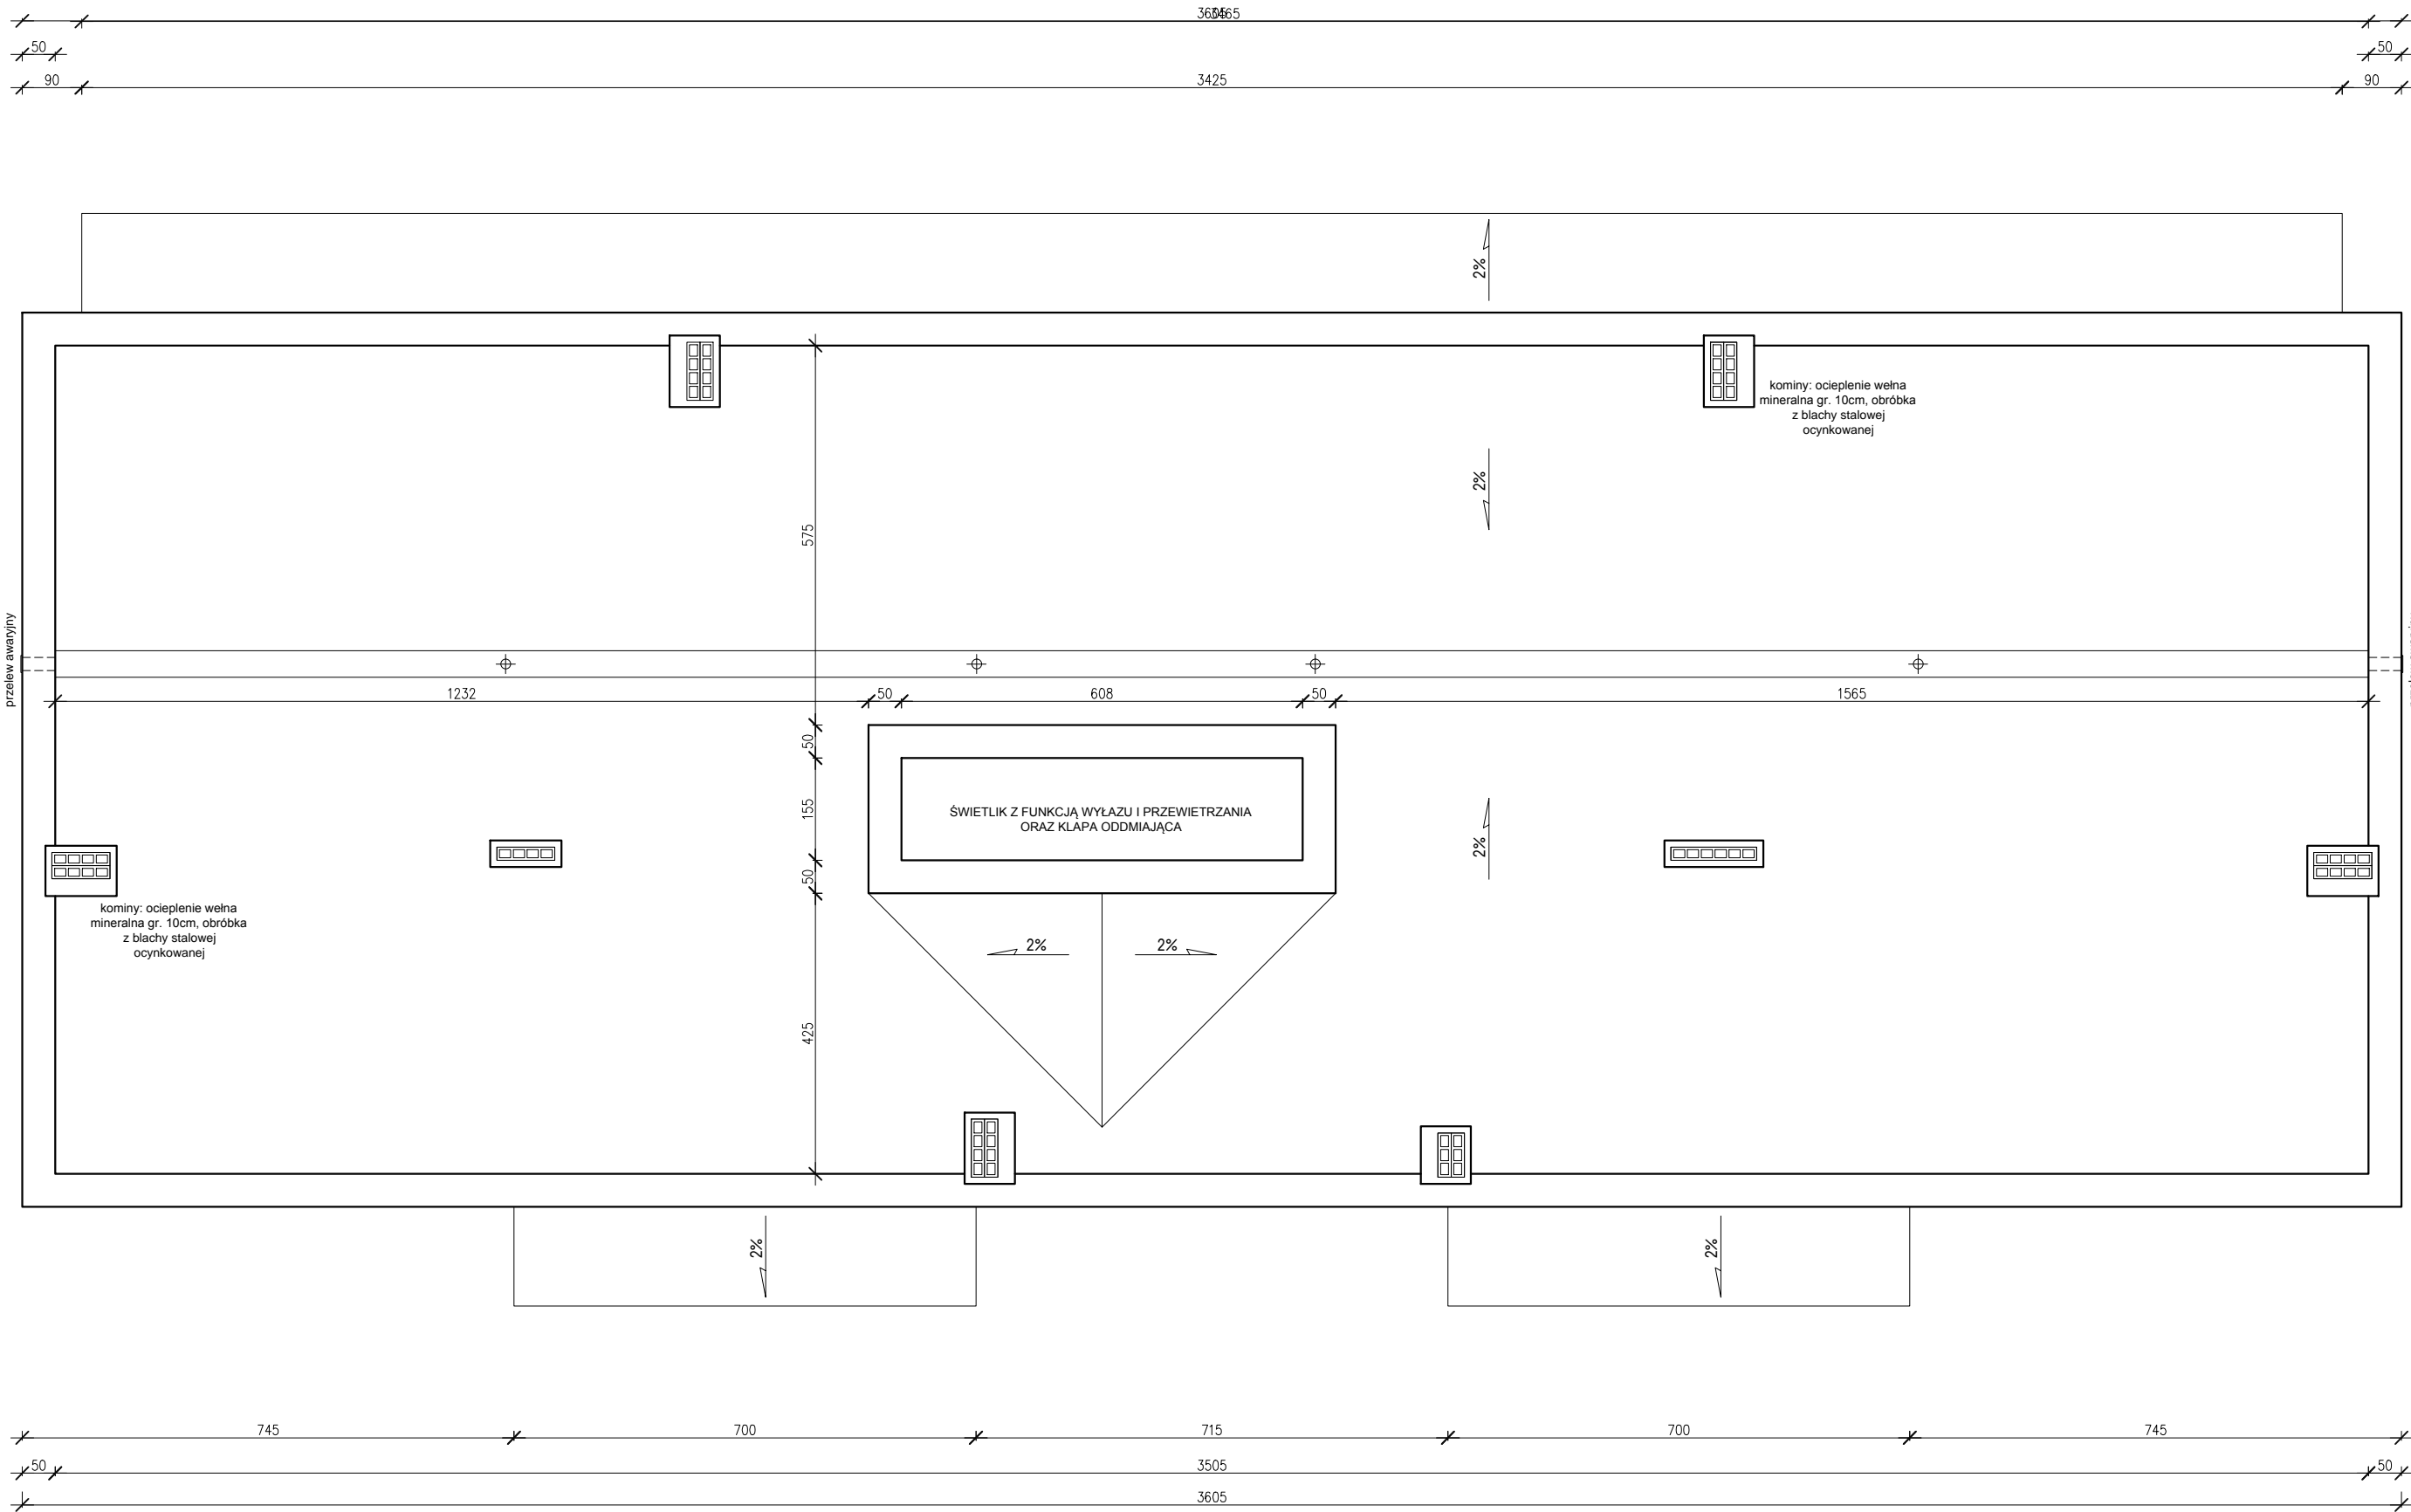 3465
50
50
90
3425
90
2%
kominy: ocieplenie wełna
mineralna gr. 10cm, obróbka
z blachy stalowej
ocynkowanej
2%
575
przelew awaryjny
1232
50
608
50
1565
50
155
50
ŚWIETLIK Z FUNKCJĄ WYŁAZU I PRZEWIETRZANIA
ORAZ KLAPA ODDMIAJĄCA
2%
kominy: ocieplenie wełna
mineralna gr. 10cm, obróbka
z blachy stalowej
ocynkowanej
2%
2%
425
2%
2%
745
700
715
700
745
50
3505
50
3605